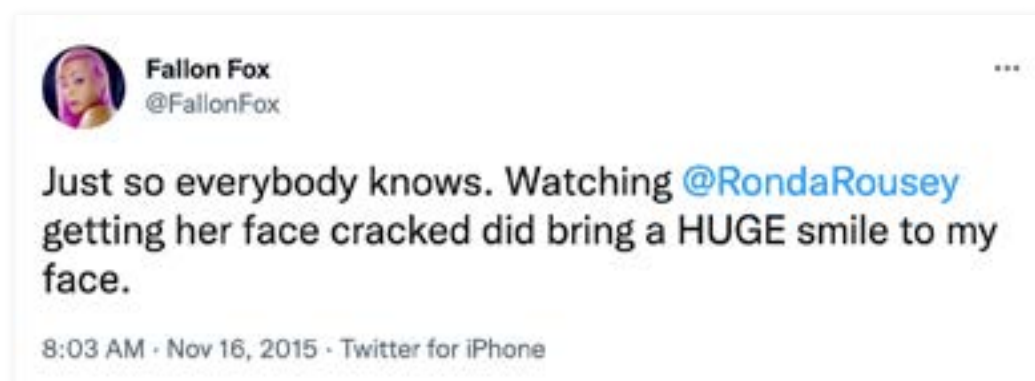 Fallon Fox
@FallonFox
Just so everybody knows. Watching @RondaRousey
getting her face cracked did bring a HUGE smile to my
face.
8:03 AM · Nov 16, 2015 · Twitter for iPhone